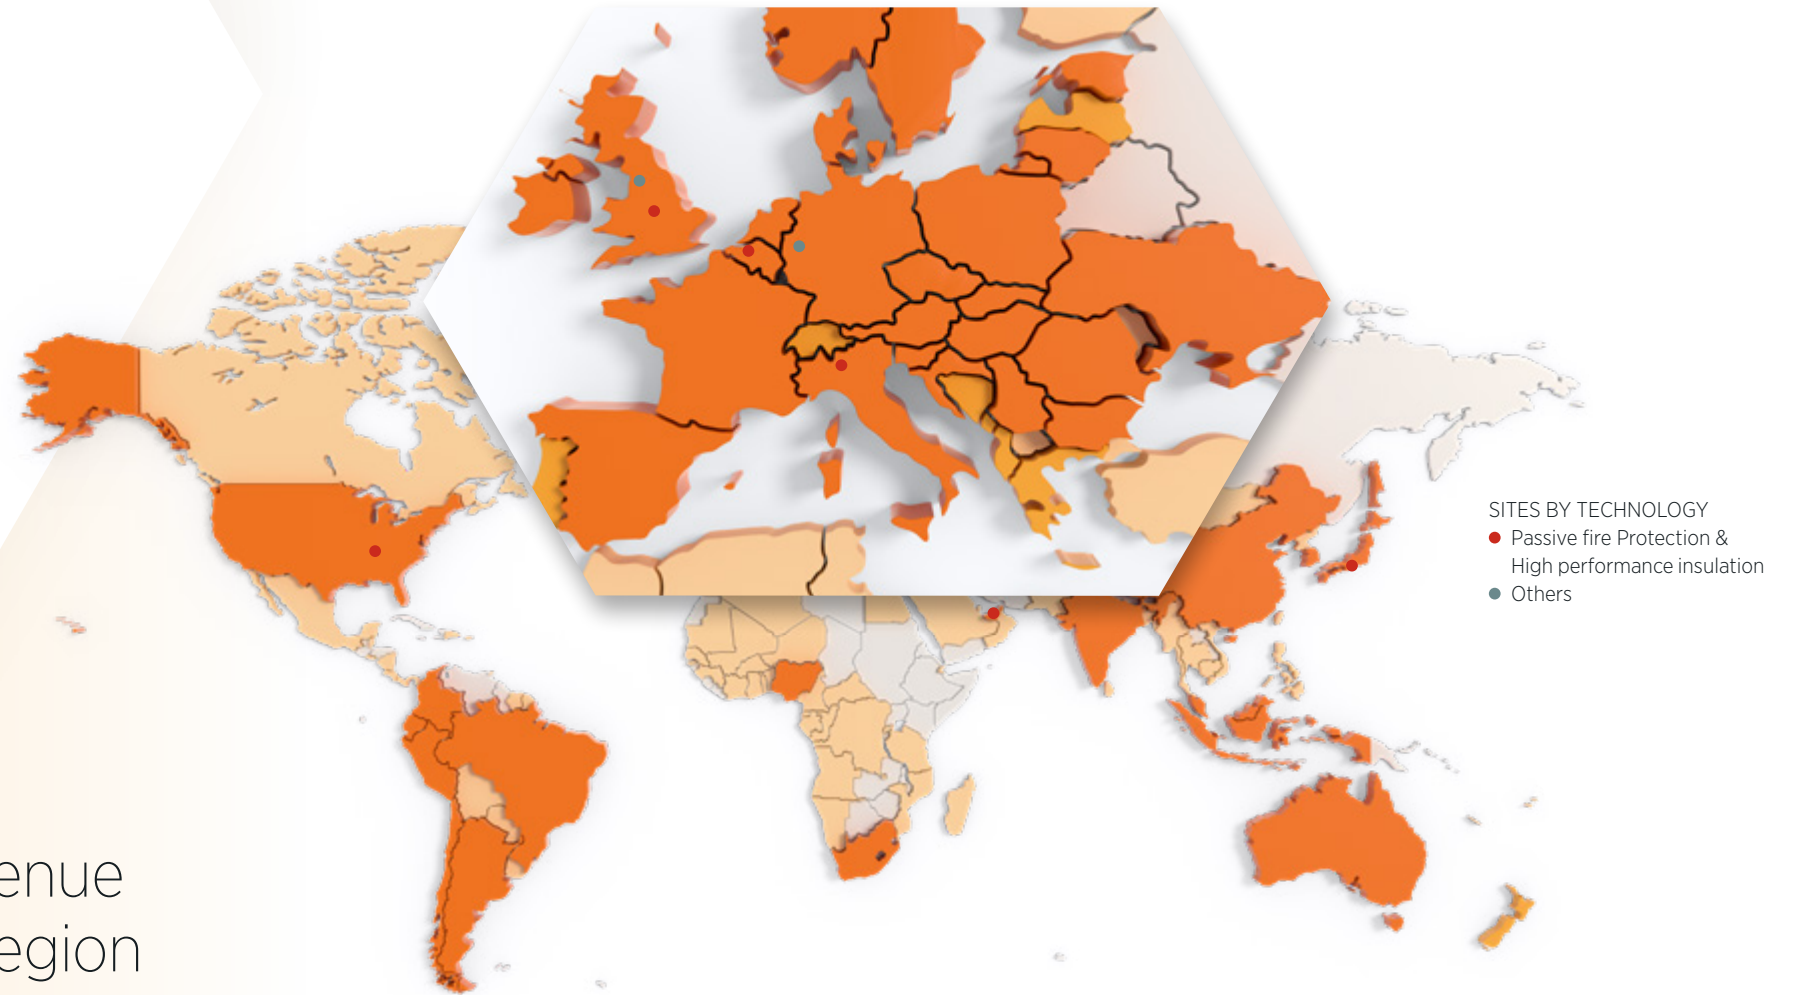 SITES BY TECHNOLOGY
Passive fire Protection &
High performance insulation
Others
enue
egion